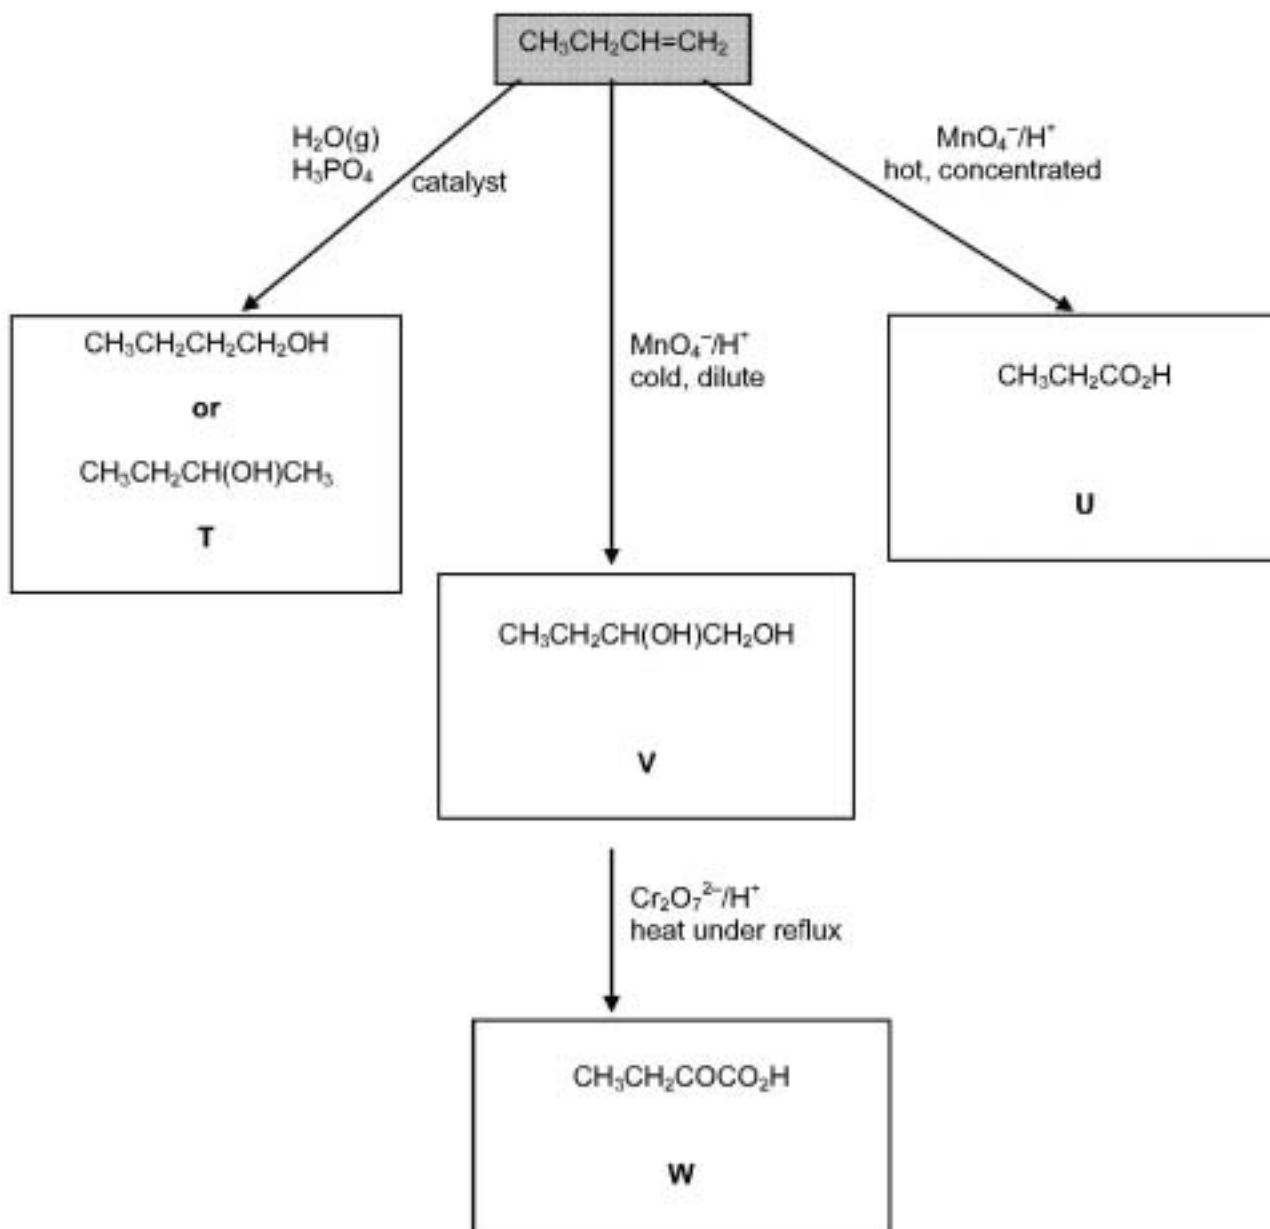 CH₃CH₂CH=CH₂
H₂O(g)
H₃PO₄
catalyst
MnO₄⁻/H⁺
hot, concentrated
CH₃CH₂CH₂CH₂OH
or
CH₃CH₂CH(OH)CH₃
T
MnO₄⁻/H⁺
cold, dilute
CH₃CH₂CO₂H
U
CH₃CH₂CH(OH)CH₂OH
V
Cr₂O₇²⁻/H⁺
heat under reflux
CH₃CH₂COCO₂H
W